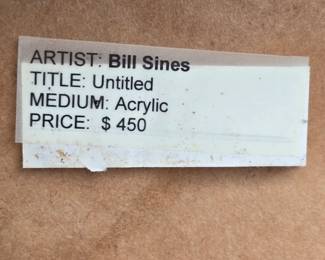 ARTIST: Bill Sines
TITLE: Untitled
MEDIUM: Acrylic
PRICE: $ 450